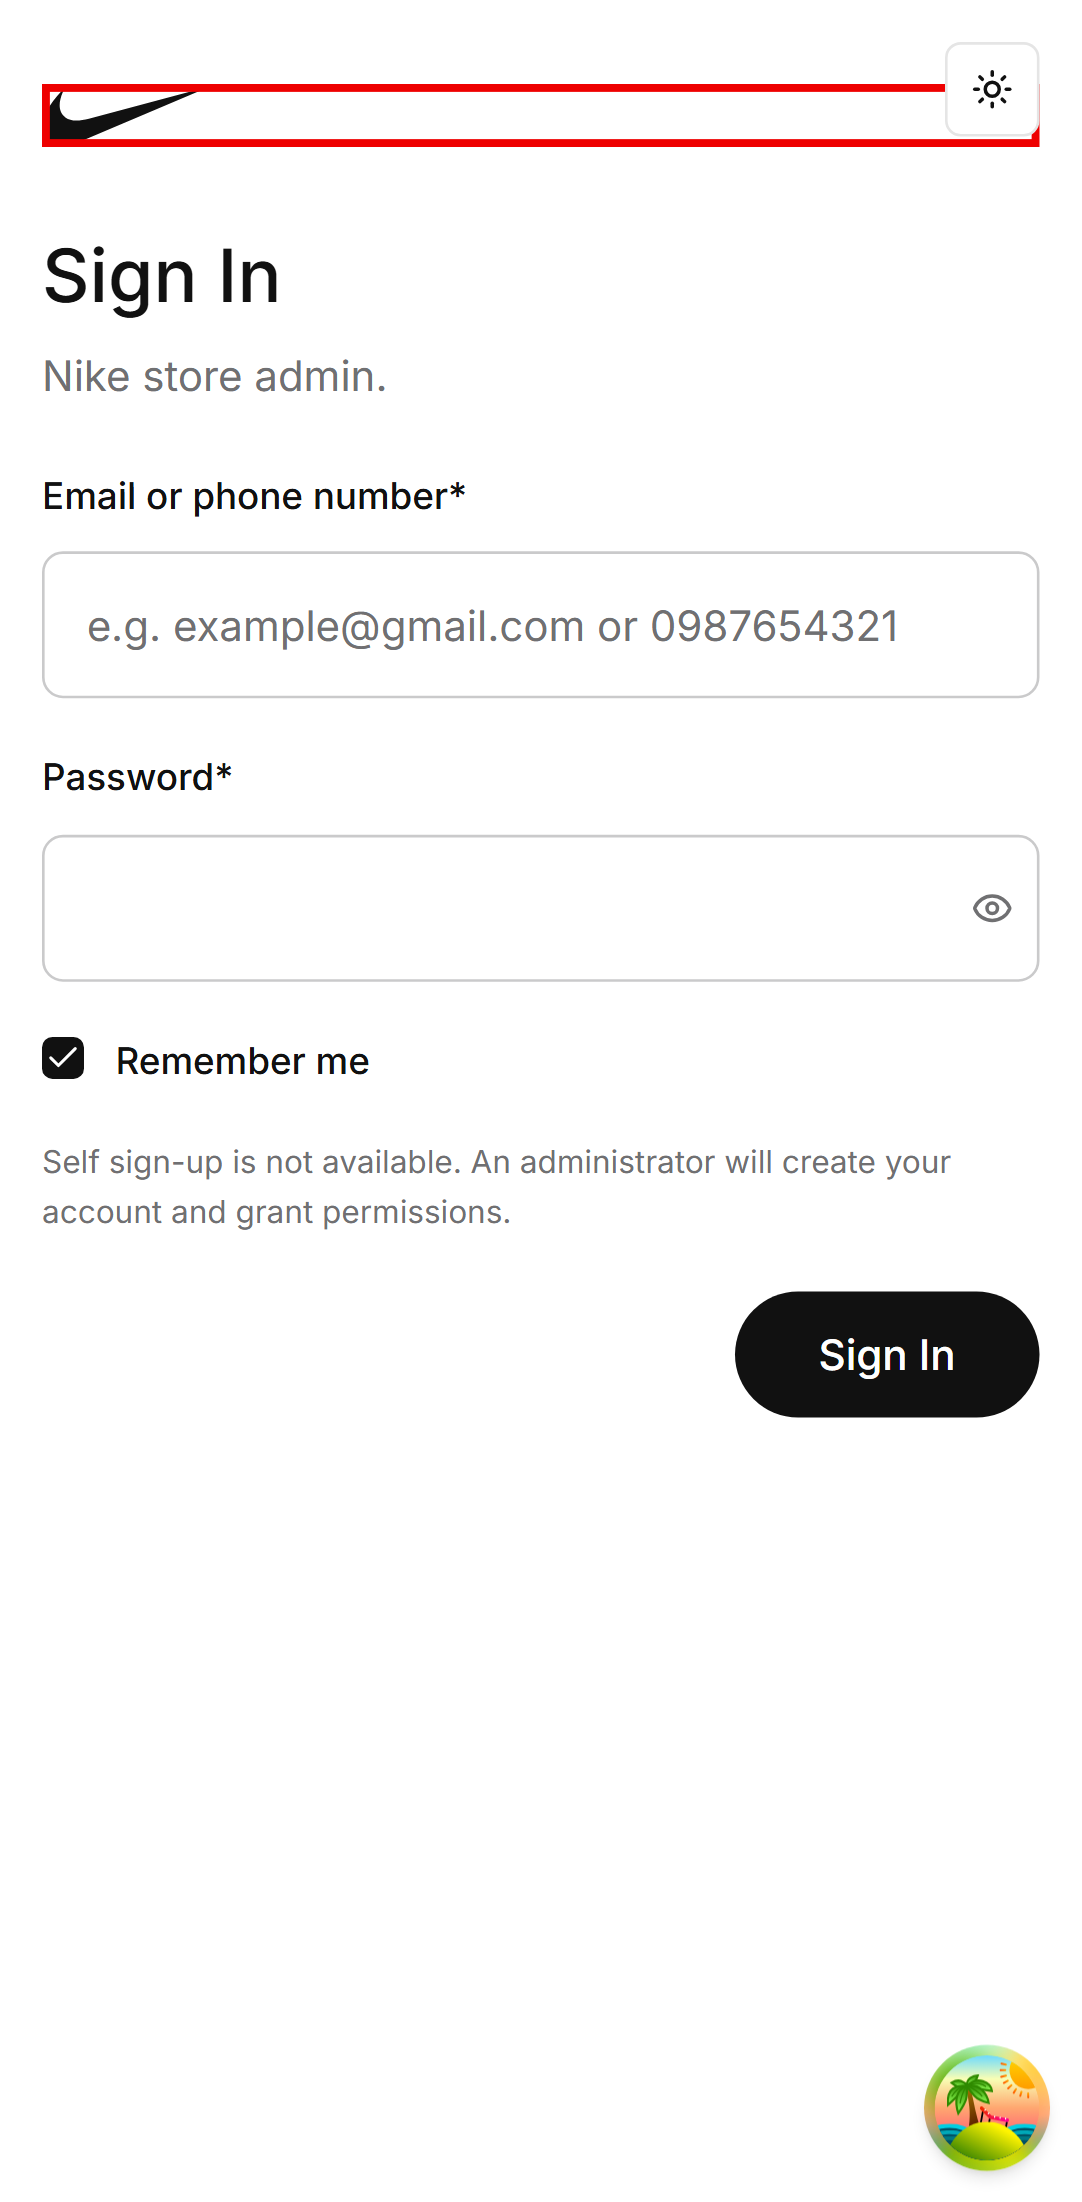 Sign In
Nike store admin.
Email or phone number*
e.g. example@gmail.com or 0987654321
Password*
Remember me
Self sign-up is not available. An administrator will create your
account and grant permissions.
Sign In